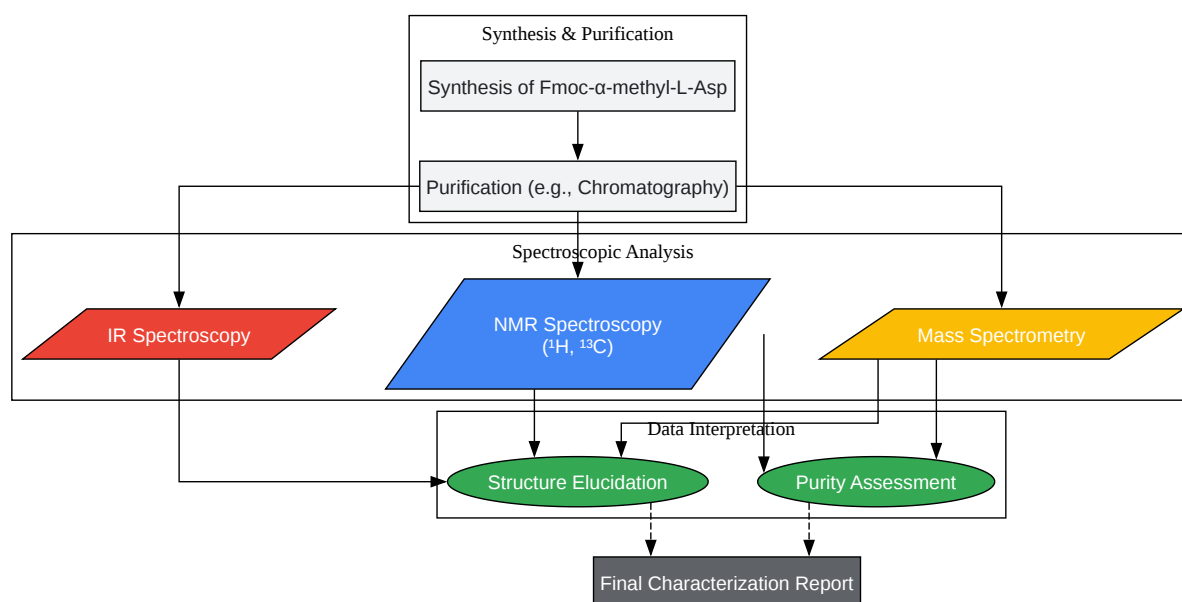 Synthesis & Purification
Synthesis of Fmoc-α-methyl-L-Asp
Purification (e.g., Chromatography)
Spectroscopic Analysis
IR Spectroscopy
NMR Spectroscopy
(¹H, ¹³C)
Mass Spectrometry
Data Interpretation
Structure Elucidation
Purity Assessment
Final Characterization Report